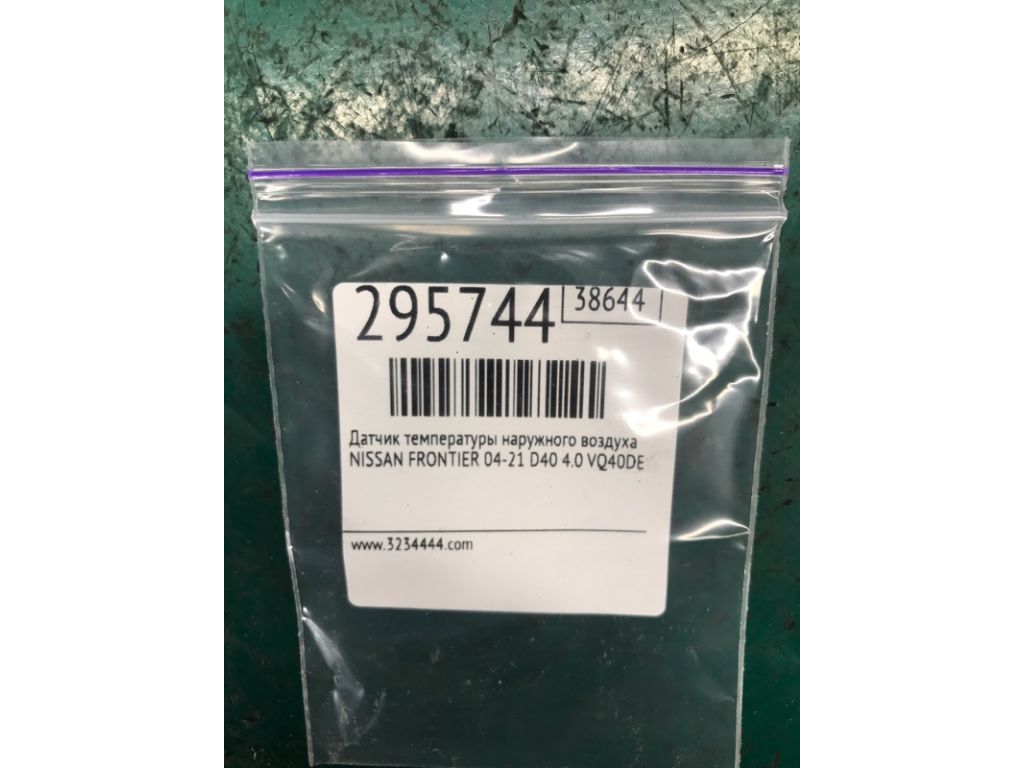 295744 38644
Датчик температуры наружного воздуха
NISSAN FRONTIER 04-21 D40 4.0 VQ40DE
www.3234444.com